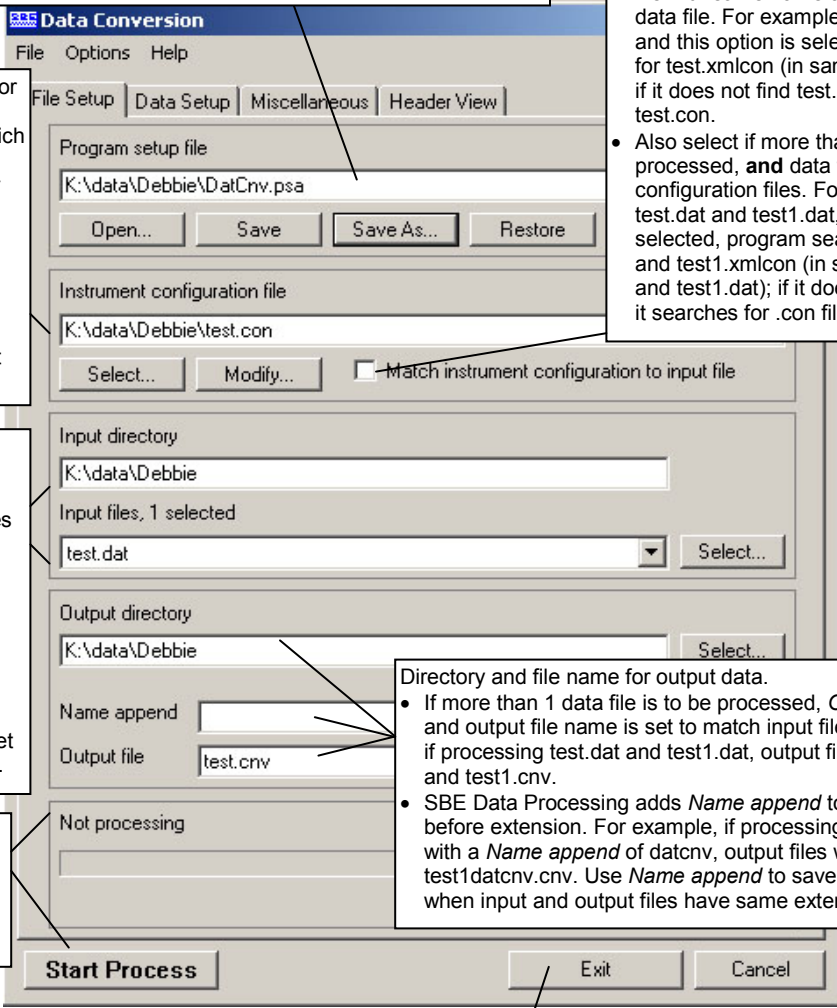 SBE Data Conversion
File Options Help
File Setup Data Setup Miscellaneous Header View
Program setup file
K:\data\Debbie\DatCnv.psa
Open... Save Save As... Restore
Instrument configuration file
K:\data\Debbie\test.con
Select... Modify... Match instrument configuration to input file
Input directory
K:\data\Debbie
Input files, 1 selected
test.dat Select...
Output directory
K:\data\Debbie Select...
Name append
Output file test.cnv
Not processing
Start Process Exit Cancel
data file. For example
and this option is sele
for test.xmlcon (in sa
if it does not find test.
test.con.
• Also select if more tha
processed, and data
configuration files. Fo
test.dat and test1.dat,
selected, program sea
and test1.xmlcon (in s
and test1.dat); if it doe
it searches for .con fil
or
ich
es
et
Directory and file name for output data.
• If more than 1 data file is to be processed,
and output file name is set to match input file
if processing test.dat and test1.dat, output fi
and test1.cnv.
• SBE Data Processing adds Name append to
before extension. For example, if processing
with a Name append of datcnv, output files
test1datcnv.cnv. Use Name append to save
when input and output files have same exte